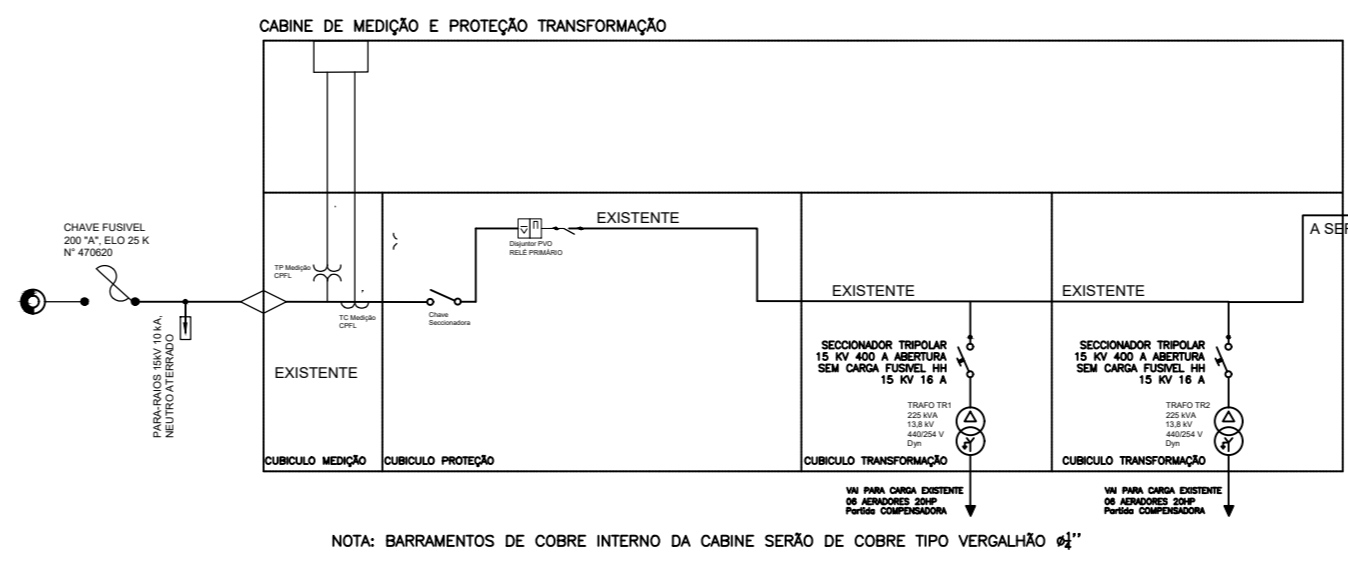 CABINE DE MEDIÇÃO E PROTEÇÃO TRANSFORMAÇÃO
CHAVE FUSIVEL
200 "A", ELO 25 K
N° 470620
PARA-RAIOS 15kV 10 kA,
NEUTRO ATERRADO
TP Medição
CPFL
TC Medição
CPFL
EXISTENTE
CUBICULO MEDIÇÃO
Chave
Seccionadora
Disjuntor PVO
RELÉ PRIMÁRIO
EXISTENTE
CUBICULO PROTEÇÃO
EXISTENTE
SECCIONADOR TRIPOLAR
15 KV 400 A ABERTURA
SEM CARGA FUSIVEL HH
15 KV 16 A
TRAFO TR1
225 kVA
13,8 kV
440/254 V
Dyn
CUBICULO TRANSFORMAÇÃO
VAI PARA CARGA EXISTENTE
06 AERADORES 20HP
Partida COMPENSADORA
EXISTENTE
SECCIONADOR TRIPOLAR
15 KV 400 A ABERTURA
SEM CARGA FUSIVEL HH
15 KV 16 A
TRAFO TR2
225 kVA
13,8 kV
440/254 V
Dyn
CUBICULO TRANSFORMAÇÃO
VAI PARA CARGA EXISTENTE
06 AERADORES 20HP
Partida COMPENSADORA
A SER
NOTA: BARRAMENTOS DE COBRE INTERNO DA CABINE SERÃO DE COBRE TIPO VERGALHÃO ø1/4''